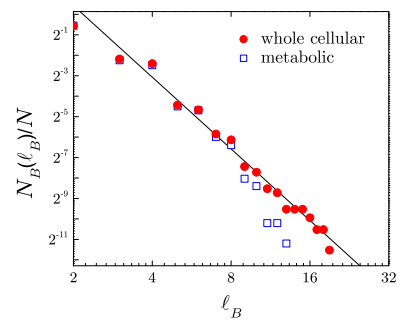 whole cellular
metabolic
N_B(ℓ_B)/N
2^-1
2^-3
2^-5
2^-7
2^-9
2^-11
2 4 8 16 32
ℓ_B